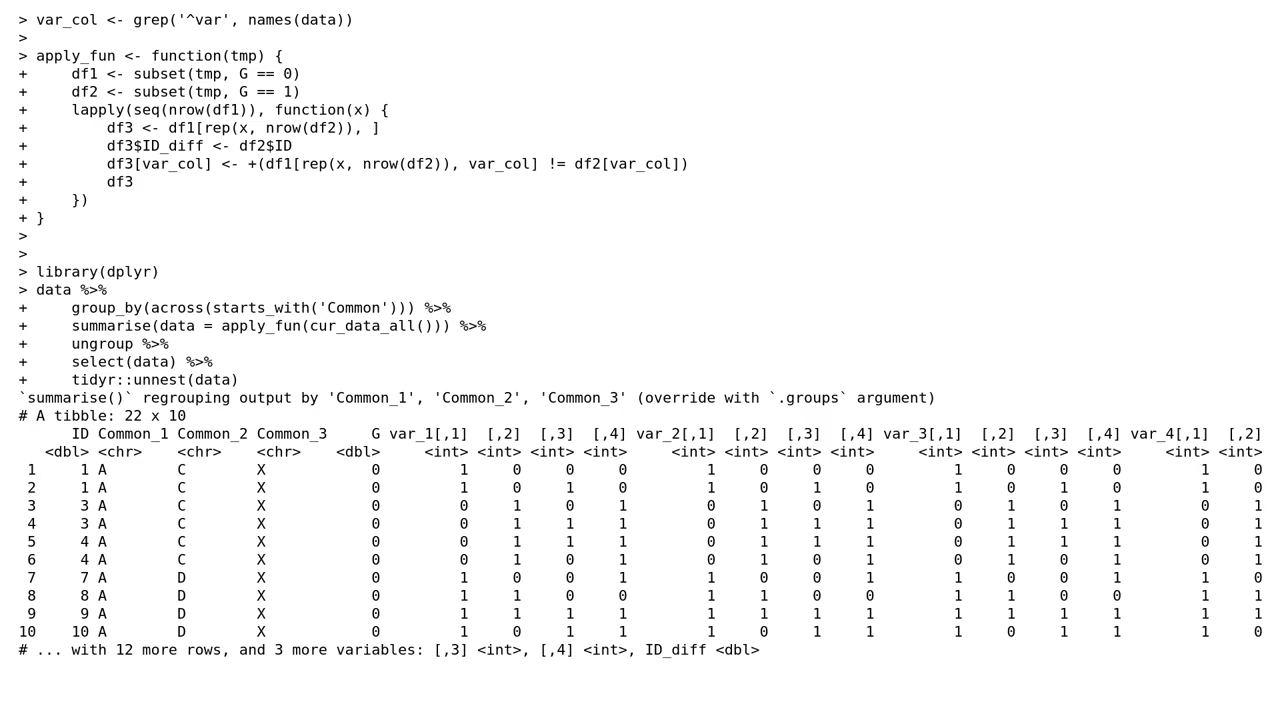 > var_col <- grep('^var', names(data))
>
> apply_fun <- function(tmp) {
+     df1 <- subset(tmp, G == 0)
+     df2 <- subset(tmp, G == 1)
+     lapply(seq(nrow(df1)), function(x) {
+         df3 <- df1[rep(x, nrow(df2)), ]
+         df3$ID_diff <- df2$ID
+         df3[var_col] <- +(df1[rep(x, nrow(df2)), var_col] != df2[var_col])
+         df3
+     })
+ }
>
>
> library(dplyr)
> data %>%
+     group_by(across(starts_with('Common'))) %>%
+     summarise(data = apply_fun(cur_data_all())) %>%
+     ungroup %>%
+     select(data) %>%
+     tidyr::unnest(data)
`summarise()` regrouping output by 'Common_1', 'Common_2', 'Common_3' (override with `.groups` argument)
# A tibble: 22 x 10
      ID Common_1 Common_2 Common_3     G var_1[,1]  [,2]  [,3]  [,4] var_2[,1]  [,2]  [,3]  [,4] var_3[,1]  [,2]  [,3]  [,4] var_4[,1]  [,2]
   <dbl> <chr>    <chr>    <chr>    <dbl>     <int> <int> <int> <int>     <int> <int> <int> <int>     <int> <int> <int> <int>     <int> <int>
 1     1 A        C        X            0         1     0     0     0         1     0     0     0         1     0     0     0         1     0
 2     1 A        C        X            0         1     0     1     0         1     0     1     0         1     0     1     0         1     0
 3     3 A        C        X            0         0     1     0     1         0     1     0     1         0     1     0     1         0     1
 4     3 A        C        X            0         0     1     1     1         0     1     1     1         0     1     1     1         0     1
 5     4 A        C        X            0         0     1     1     1         0     1     1     1         0     1     1     1         0     1
 6     4 A        C        X            0         0     1     0     1         0     1     0     1         0     1     0     1         0     1
 7     7 A        D        X            0         1     0     0     1         1     0     0     1         1     0     0     1         1     0
 8     8 A        D        X            0         1     1     0     0         1     1     0     0         1     1     0     0         1     1
 9     9 A        D        X            0         1     1     1     1         1     1     1     1         1     1     1     1         1     1
10    10 A        D        X            0         1     0     1     1         1     0     1     1         1     0     1     1         1     0
# ... with 12 more rows, and 3 more variables: [,3] <int>, [,4] <int>, ID_diff <dbl>